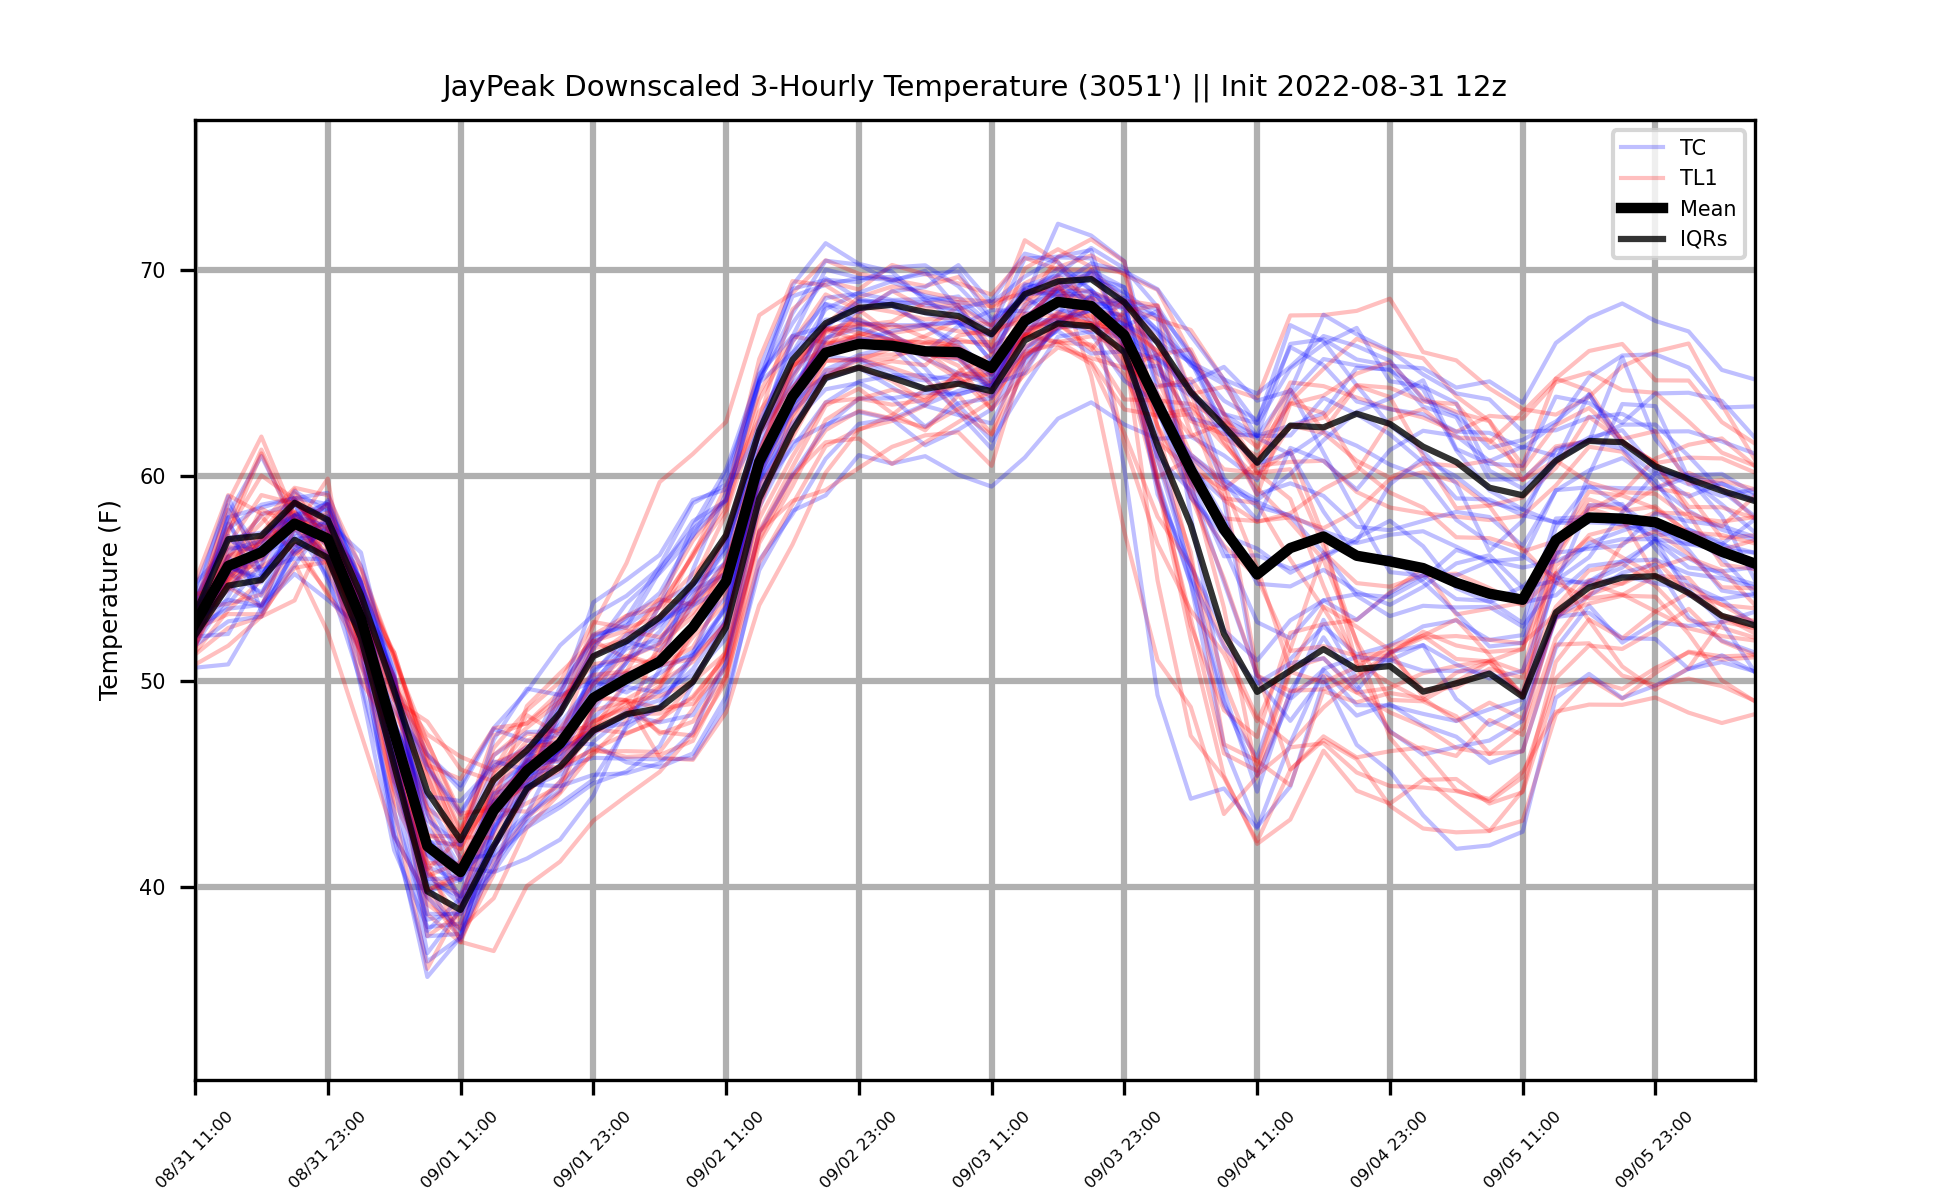 JayPeak Downscaled 3-Hourly Temperature (3051') || Init 2022-08-31 12z
TC
TL1
Mean
IQRs
Temperature (F)
70
60
50
40
08/31 11:00
08/31 23:00
09/01 11:00
09/01 23:00
09/02 11:00
09/02 23:00
09/03 11:00
09/03 23:00
09/04 11:00
09/04 23:00
09/05 11:00
09/05 23:00